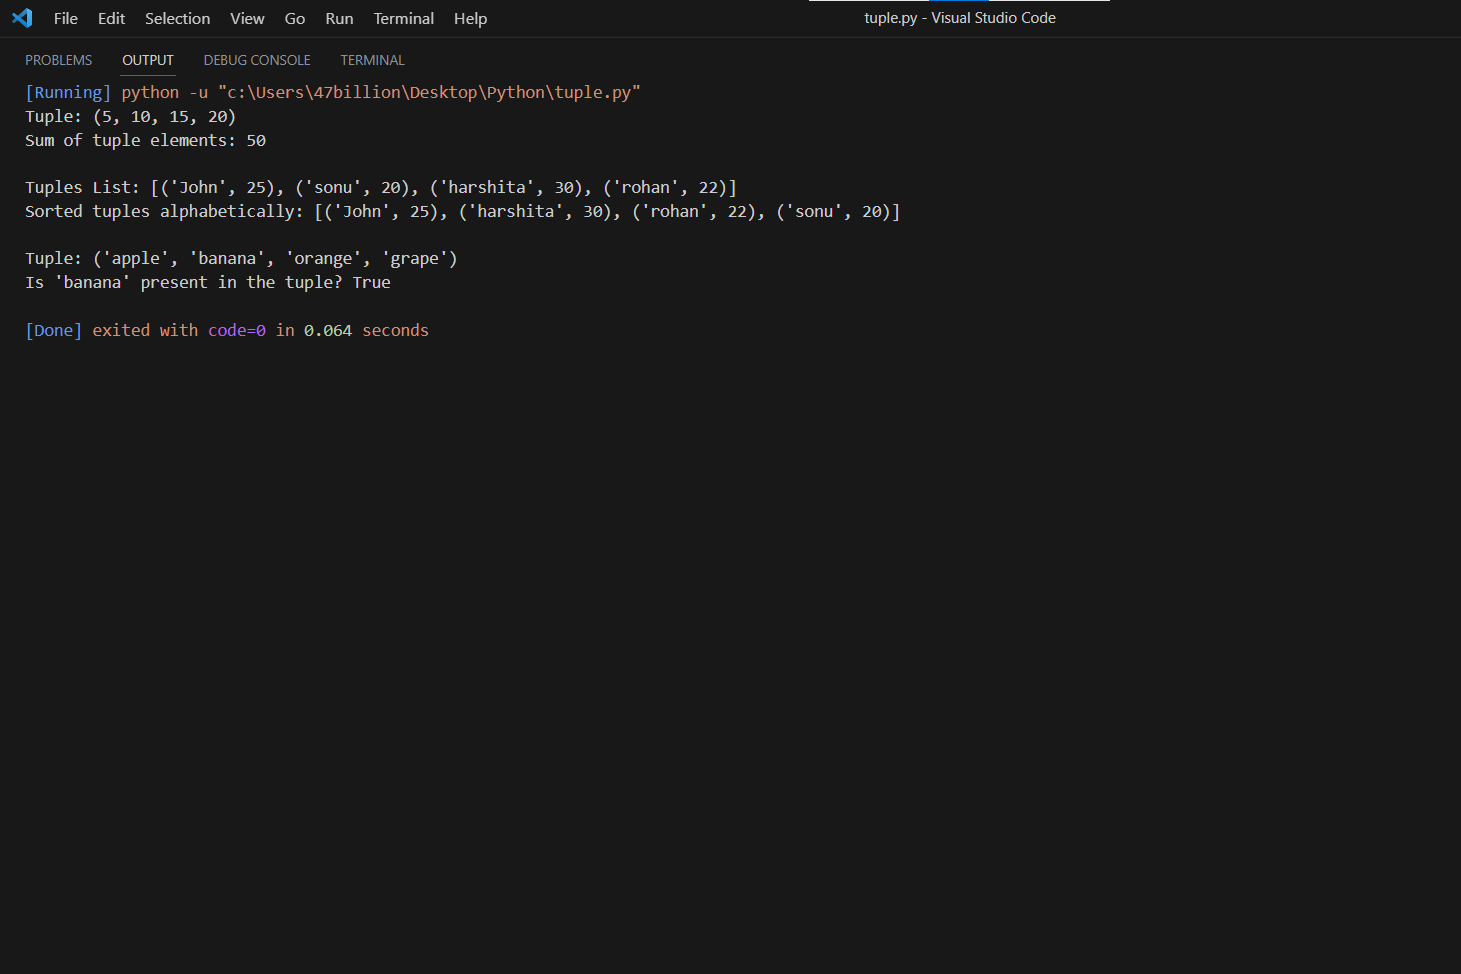 File Edit Selection View Go Run Terminal Help tuple.py - Visual Studio Code
PROBLEMS OUTPUT DEBUG CONSOLE TERMINAL
[Running] python -u "c:\Users\47billion\Desktop\Python\tuple.py"
Tuple: (5, 10, 15, 20)
Sum of tuple elements: 50
Tuples List: [('John', 25), ('sonu', 20), ('harshita', 30), ('rohan', 22)]
Sorted tuples alphabetically: [('John', 25), ('harshita', 30), ('rohan', 22), ('sonu', 20)]
Tuple: ('apple', 'banana', 'orange', 'grape')
Is 'banana' present in the tuple? True
[Done] exited with code=0 in 0.064 seconds